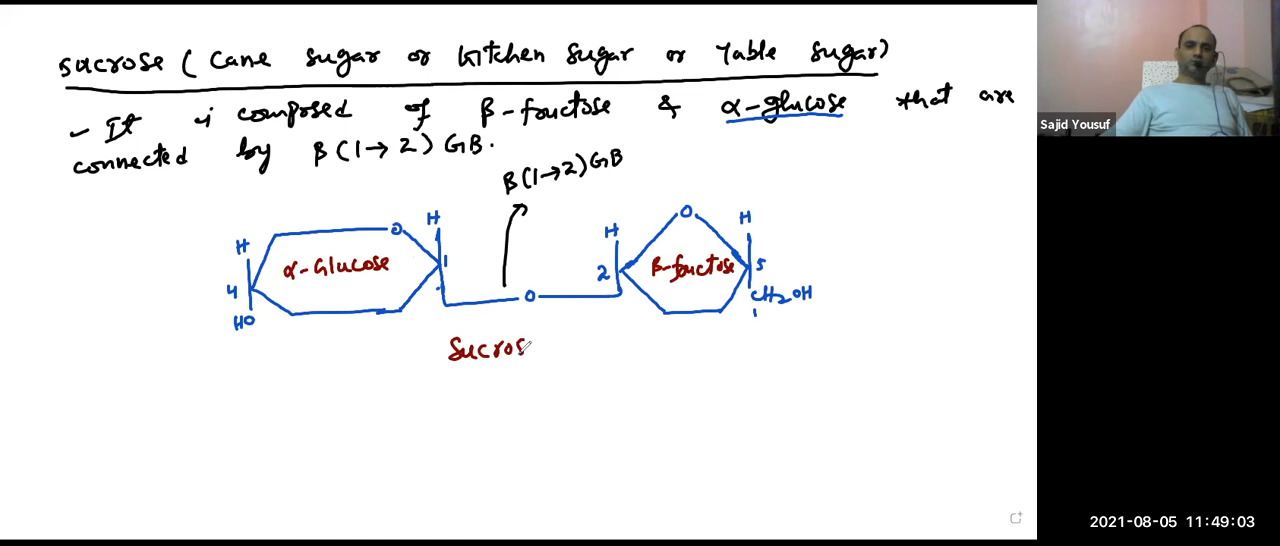 sucrose ( Cane sugar or kitchen sugar or Table sugar)
- It is composed of β-fructose & α-glucose that are
connected by β(1→2) GB.
β(1→2) GB
H
O
H
4
HO
α-Glucose
1
O
H
2
O
H
β-fructose
5
CH2OH
Sucros
Sajid Yousuf
2021-08-05 11:49:03